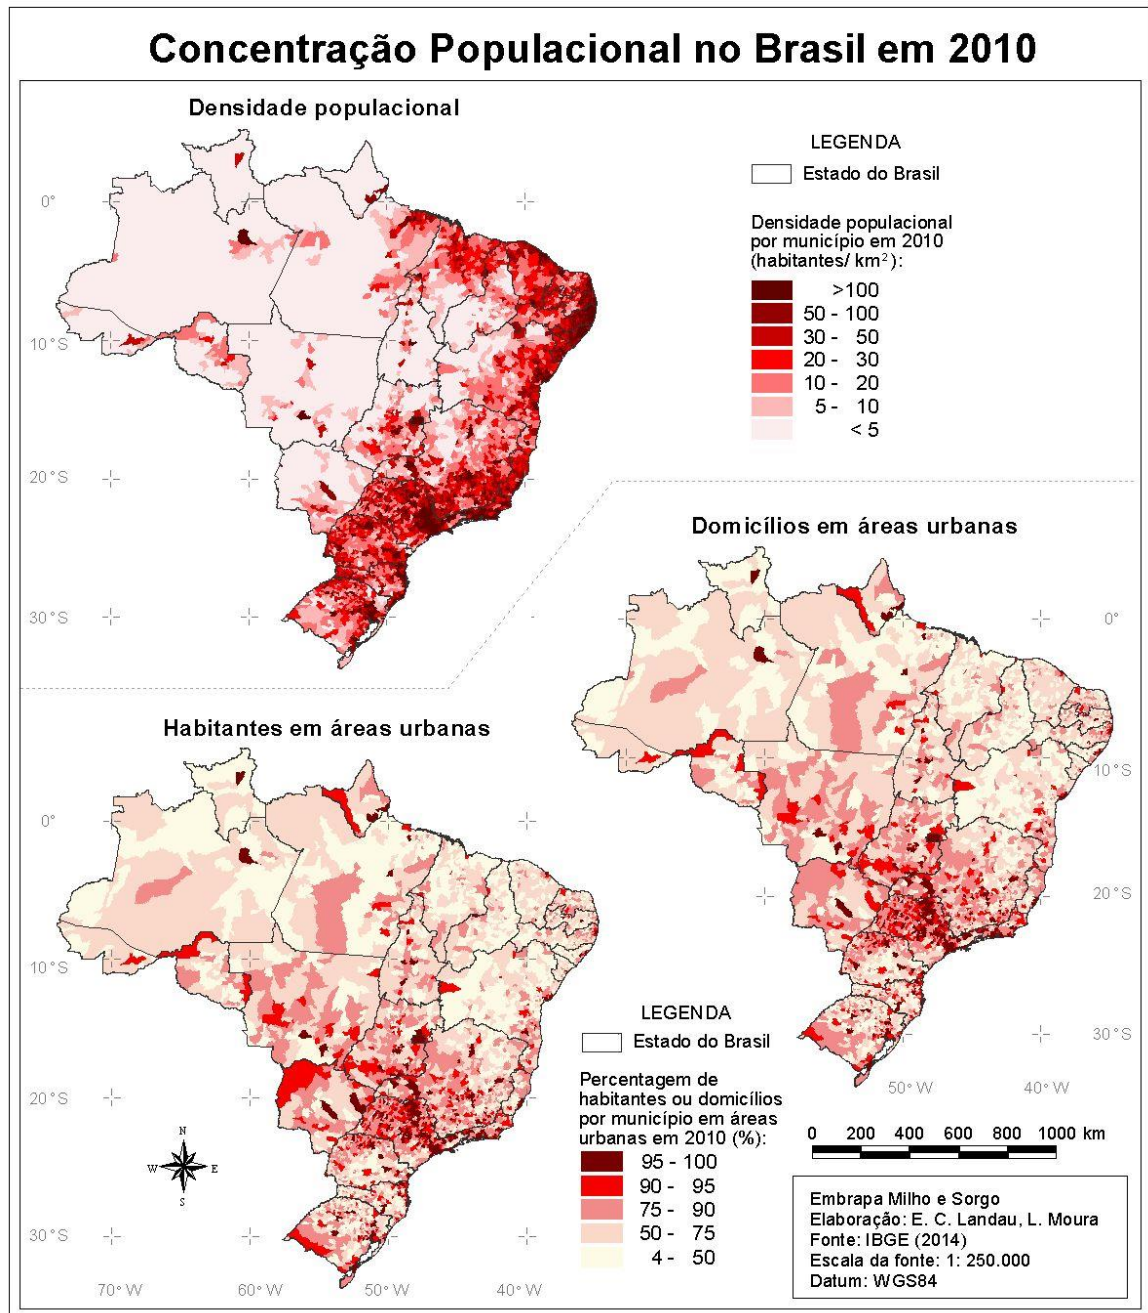 Concentração Populacional no Brasil em 2010
Densidade populacional
0°
10°S
20°S
30°S
LEGENDA
Estado do Brasil
Densidade populacional
por município em 2010
(habitantes/ km²):
>100
50 - 100
30 - 50
20 - 30
10 - 20
5 - 10
< 5
Domicílios em áreas urbanas
0°
10°S
20°S
30°S
50°W
40°W
Habitantes em áreas urbanas
0°
10°S
20°S
30°S
70°W
60°W
50°W
40°W
N
W
E
S
LEGENDA
Estado do Brasil
Percentagem de
habitantes ou domicílios
por município em áreas
urbanas em 2010 (%):
95 - 100
90 - 95
75 - 90
50 - 75
4 - 50
0 200 400 600 800 1000 km
Embrapa Milho e Sorgo
Elaboração: E. C. Landau, L. Moura
Fonte: IBGE (2014)
Escala da fonte: 1: 250.000
Datum: WGS84